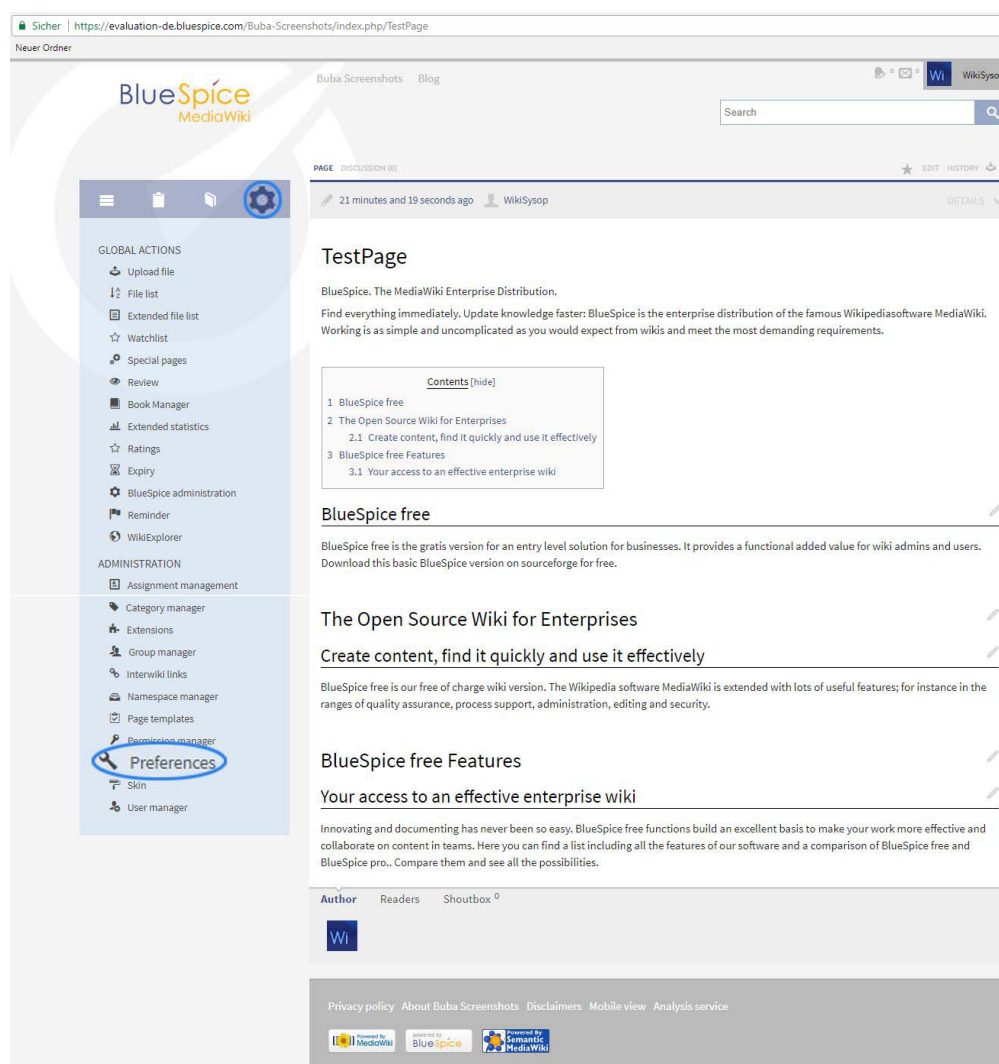 Sicher | https://evaluation-de.bluespice.com/Buba-Screenshots/index.php/TestPage
Neuer Ordner
BlueSpice
MediaWiki
Buba Screenshots Blog
0 0 Wi WikiSyso
Search
PAGE DISCUSSION (0) EDIT HISTORY
21 minutes and 19 seconds ago WikiSysop DETAILS
GLOBAL ACTIONS
Upload file
File list
Extended file list
Watchlist
Special pages
Review
Book Manager
Extended statistics
Ratings
Expiry
BlueSpice administration
Reminder
WikiExplorer
ADMINISTRATION
Assignment management
Category manager
Extensions
Group manager
Interwiki links
Namespace manager
Page templates
Permission manager
Preferences
Skin
User manager
TestPage
BlueSpice. The MediaWiki Enterprise Distribution.
Find everything immediately. Update knowledge faster: BlueSpice is the enterprise distribution of the famous Wikipediasoftware MediaWiki.
Working is as simple and uncomplicated as you would expect from wikis and meet the most demanding requirements.
Contents [hide]
1 BlueSpice free
2 The Open Source Wiki for Enterprises
2.1 Create content, find it quickly and use it effectively
3 BlueSpice free Features
3.1 Your access to an effective enterprise wiki
BlueSpice free
BlueSpice free is the gratis version for an entry level solution for businesses. It provides a functional added value for wiki admins and users.
Download this basic BlueSpice version on sourceforge for free.
The Open Source Wiki for Enterprises
Create content, find it quickly and use it effectively
BlueSpice free is our free of charge wiki version. The Wikipedia software MediaWiki is extended with lots of useful features; for instance in the
ranges of quality assurance, process support, administration, editing and security.
BlueSpice free Features
Your access to an effective enterprise wiki
Innovating and documenting has never been so easy. BlueSpice free functions build an excellent basis to make your work more effective and
collaborate on content in teams. Here you can find a list including all the features of our software and a comparison of BlueSpice free and
BlueSpice pro.. Compare them and see all the possibilities.
Author Readers Shoutbox 0
Wi
Privacy policy About Buba Screenshots Disclaimers Mobile view Analysis service
Powered By MediaWiki
powered by BlueSpice
Powered By Semantic MediaWiki